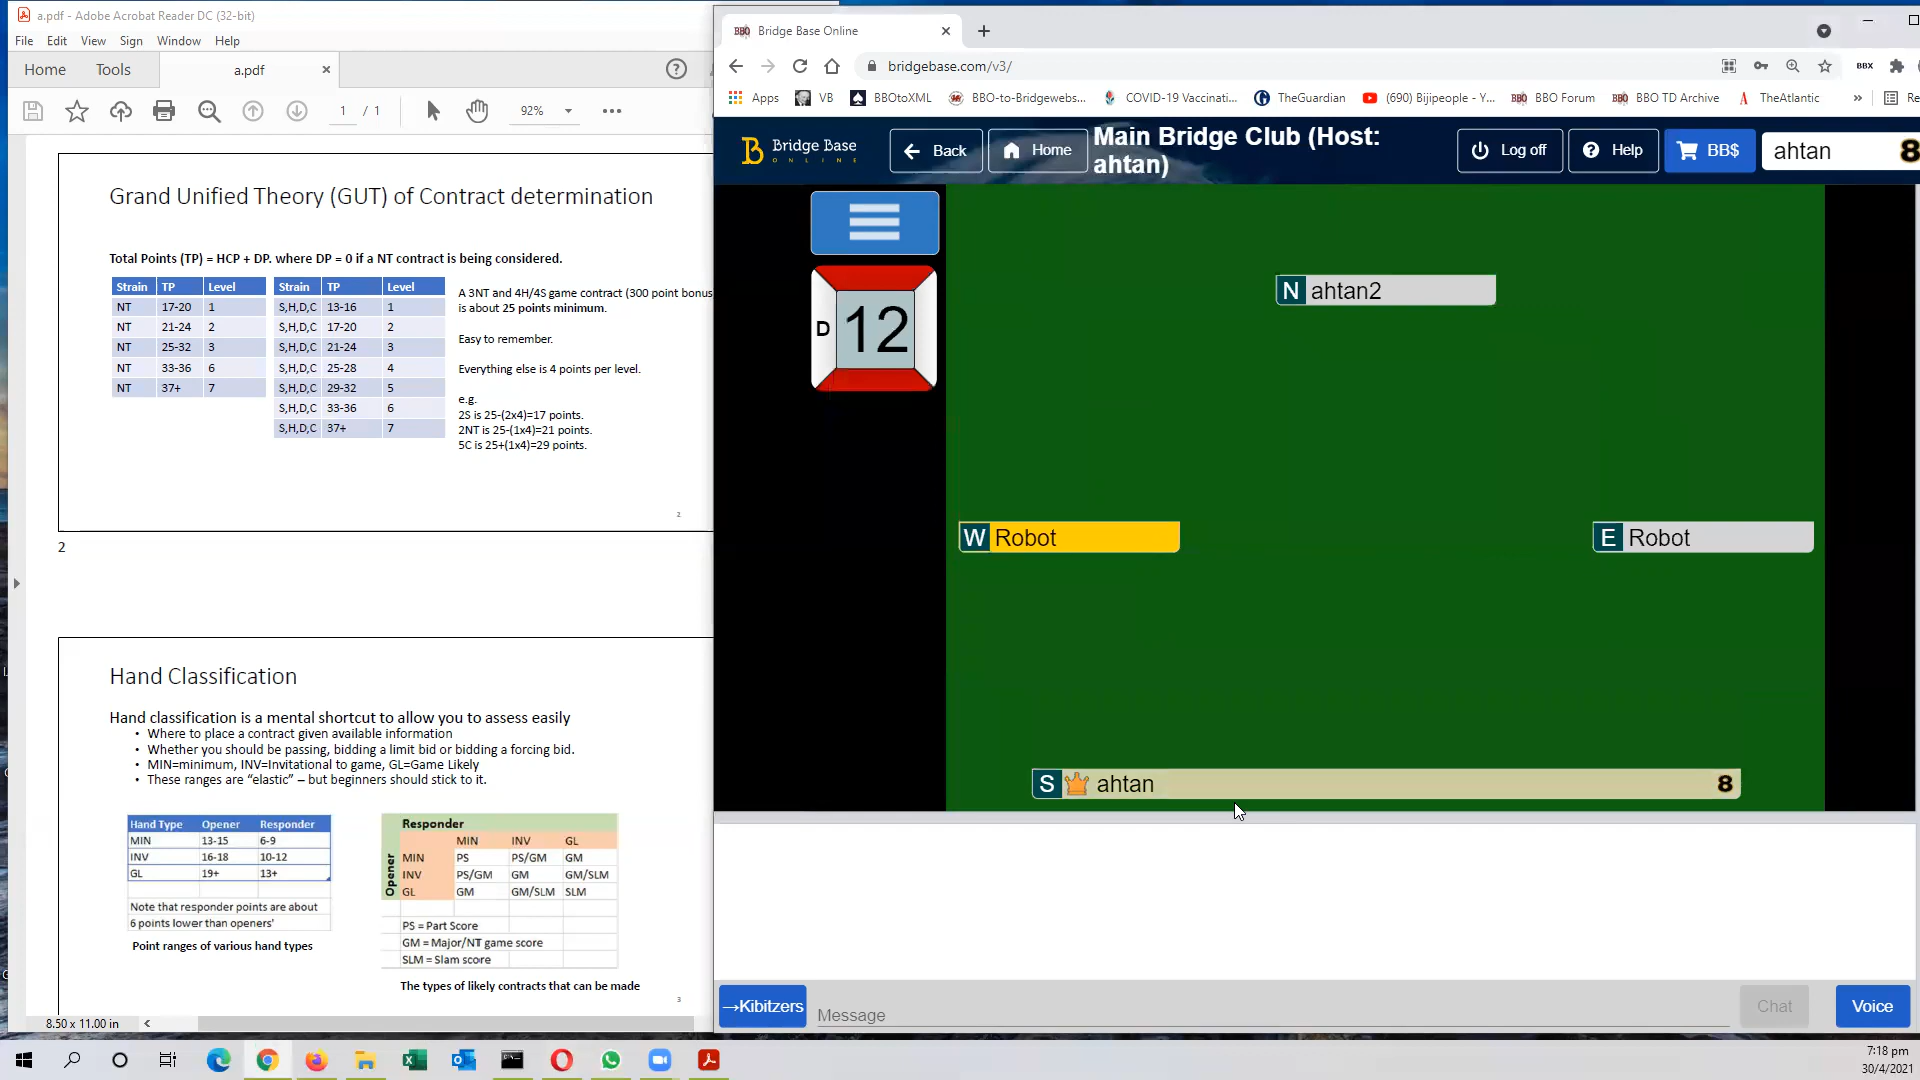 a.pdf - Adobe Acrobat Reader DC (32-bit)
File Edit View Sign Window Help
Home Tools a.pdf ×
1 / 1 92%
Grand Unified Theory (GUT) of Contract determination
Total Points (TP) = HCP + DP. where DP = 0 if a NT contract is being considered.
Strain TP Level
NT 17-20 1
NT 21-24 2
NT 25-32 3
NT 33-36 6
NT 37+ 7
Strain TP Level
S,H,D,C 13-16 1
S,H,D,C 17-20 2
S,H,D,C 21-24 3
S,H,D,C 25-28 4
S,H,D,C 29-32 5
S,H,D,C 33-36 6
S,H,D,C 37+ 7
A 3NT and 4H/4S game contract (300 point bonus
is about 25 points minimum.
Easy to remember.
Everything else is 4 points per level.
e.g.
2S is 25-(2x4)=17 points.
2NT is 25-(1x4)=21 points.
5C is 25+(1x4)=29 points.
2
2
Hand Classification
Hand classification is a mental shortcut to allow you to assess easily
• Where to place a contract given available information
• Whether you should be passing, bidding a limit bid or bidding a forcing bid.
• MIN=minimum, INV=Invitational to game, GL=Game Likely
• These ranges are “elastic” – but beginners should stick to it.
Hand Type Opener Responder
MIN 13-15 6-9
INV 16-18 10-12
GL 19+ 13+
Note that responder points are about
6 points lower than openers'
Point ranges of various hand types
Responder
MIN INV GL
Opener
MIN PS PS/GM GM
INV PS/GM GM GM/SLM
GL GM GM/SLM SLM
PS = Part Score
GM = Major/NT game score
SLM = Slam score
The types of likely contracts that can be made
3
8.50 x 11.00 in
BBO Bridge Base Online
bridgebase.com/v3/
BBX
Apps VB BBOtoXML BBO-to-Bridgewebs... COVID-19 Vaccinati... TheGuardian (690) Bijipeople - Y... BBO Forum BBO TD Archive TheAtlantic » Re
Bridge Base
ONLINE
Back
Home
Main Bridge Club (Host:
ahtan)
Log off
Help
BB$
ahtan 8
D 12
N ahtan2
W Robot
E Robot
S ahtan 8
→Kibitzers
Message
Chat
Voice
7:18 pm
30/4/2021